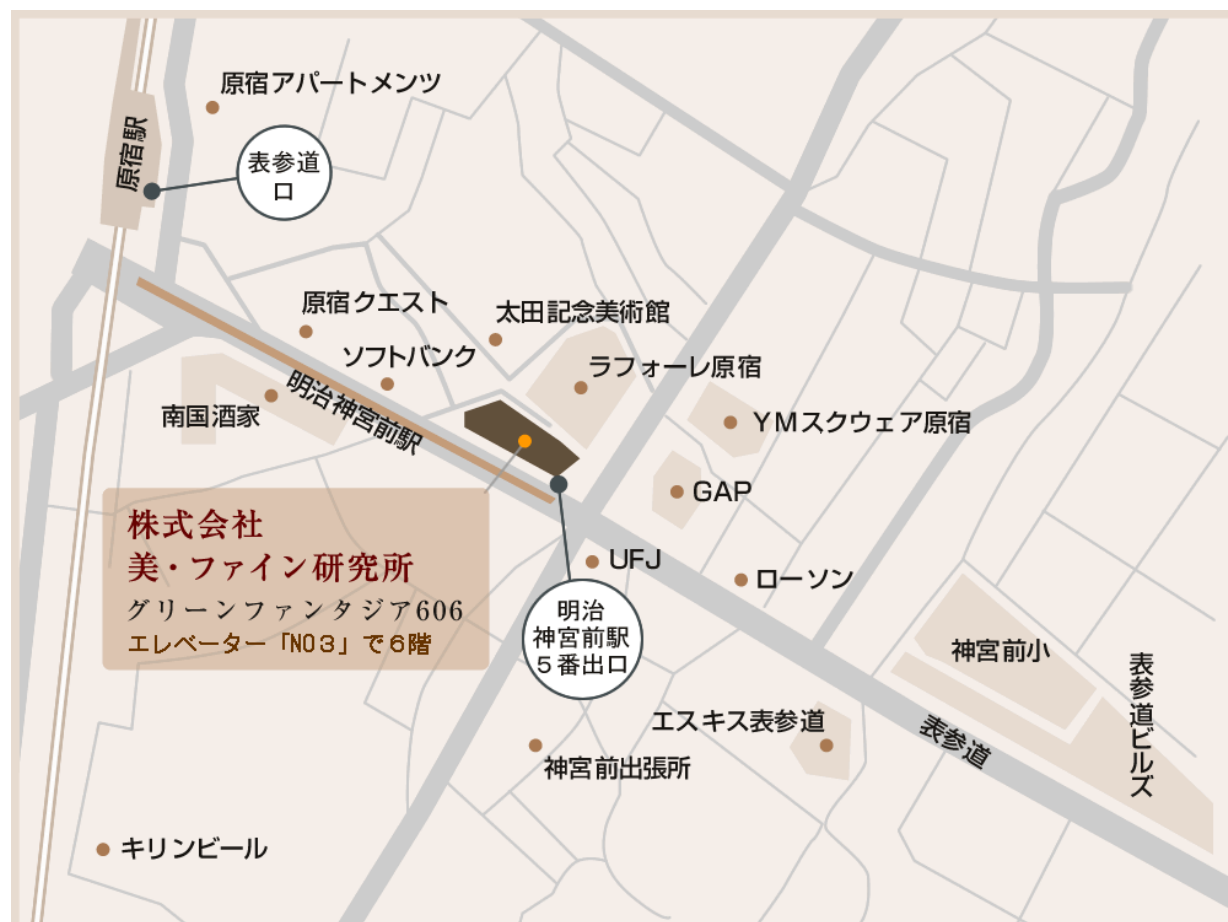 原宿アパートメンツ
原宿駅
表参道
口
原宿クエスト
太田記念美術館
ソフトバンク
ラフォーレ原宿
明治神宮前駅
南国酒家
YMスクウェア原宿
GAP
株式会社
美・ファイン研究所
グリーンファンタジア606
エレベーター「NO3」で6階
UFJ
ローソン
明治
神宮前駅
5番出口
神宮前小
表参道ビルズ
エスキス表参道
表参道
神宮前出張所
キリンビール